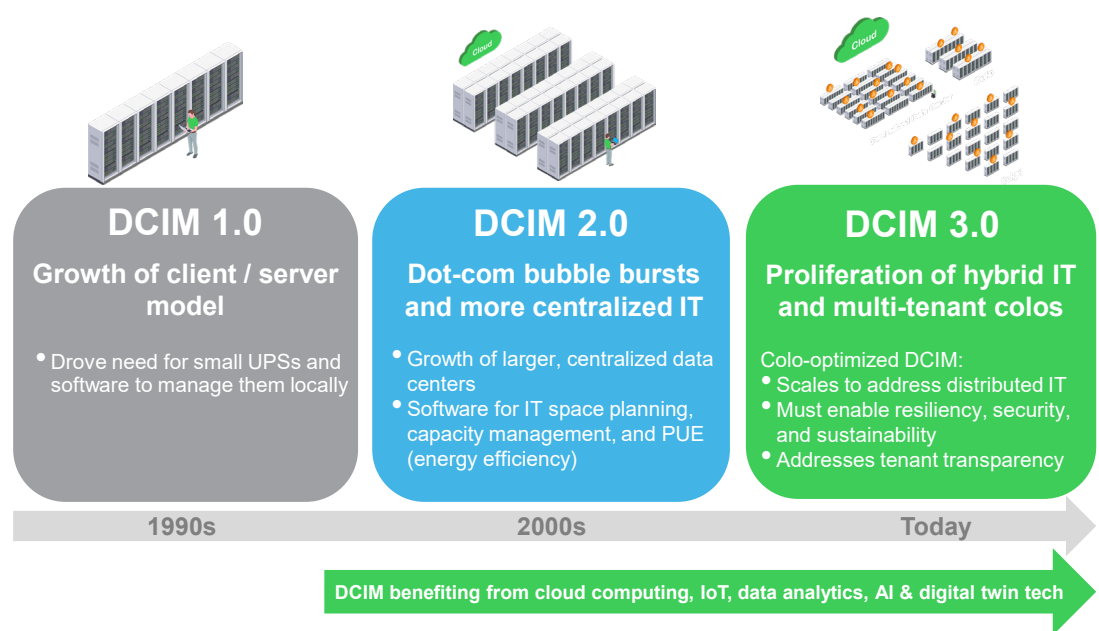 Cloud
Cloud
DCIM 1.0
Growth of client / server
model
• Drove need for small UPSs and
software to manage them locally
DCIM 2.0
Dot-com bubble bursts
and more centralized IT
• Growth of larger, centralized data
centers
• Software for IT space planning,
capacity management, and PUE
(energy efficiency)
DCIM 3.0
Proliferation of hybrid IT
and multi-tenant colos
Colo-optimized DCIM:
• Scales to address distributed IT
• Must enable resiliency, security,
and sustainability
• Addresses tenant transparency
1990s
2000s
Today
DCIM benefiting from cloud computing, IoT, data analytics, AI & digital twin tech